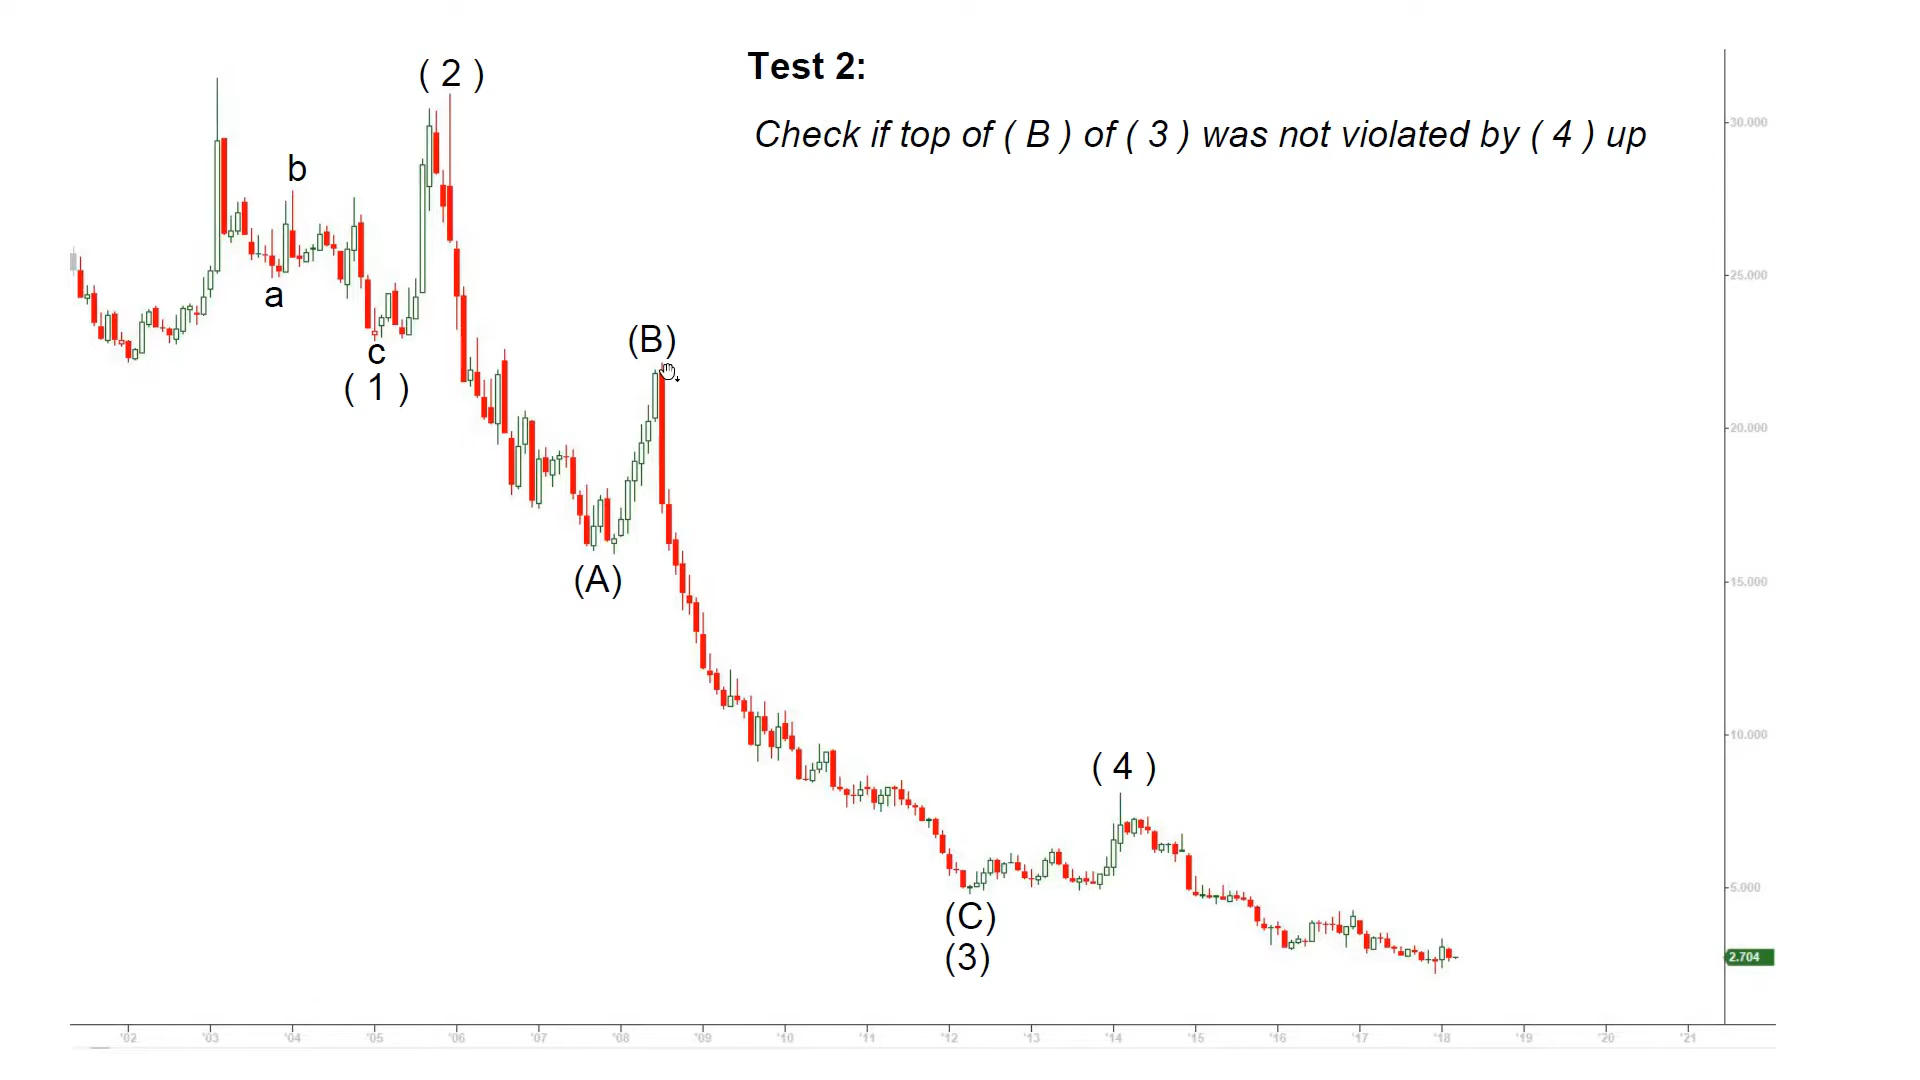 Test 2:
Check if top of ( B ) of ( 3 ) was not violated by ( 4 ) up
( 2 )
b
a
c
( 1 )
(B)
(A)
( 4 )
(C)
(3)
30.000
25.000
20.000
15.000
10.000
5.000
2.704
'02 '03 '04 '05 '06 '07 '08 '09 '10 '11 '12 '13 '14 '15 '16 '17 '18 '19 '20 '21